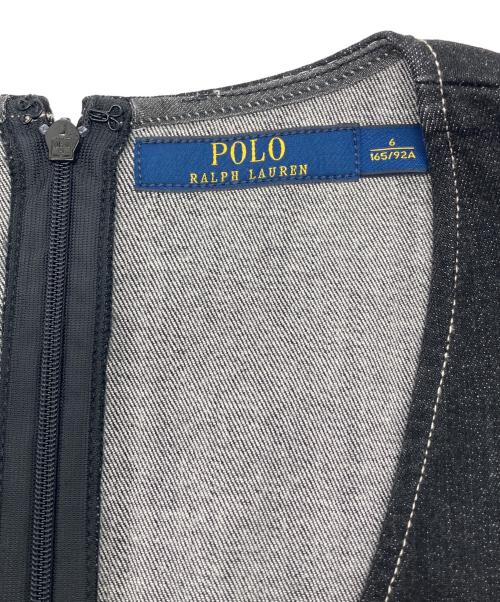 POLO
RALPH LAUREN
6
165/92A